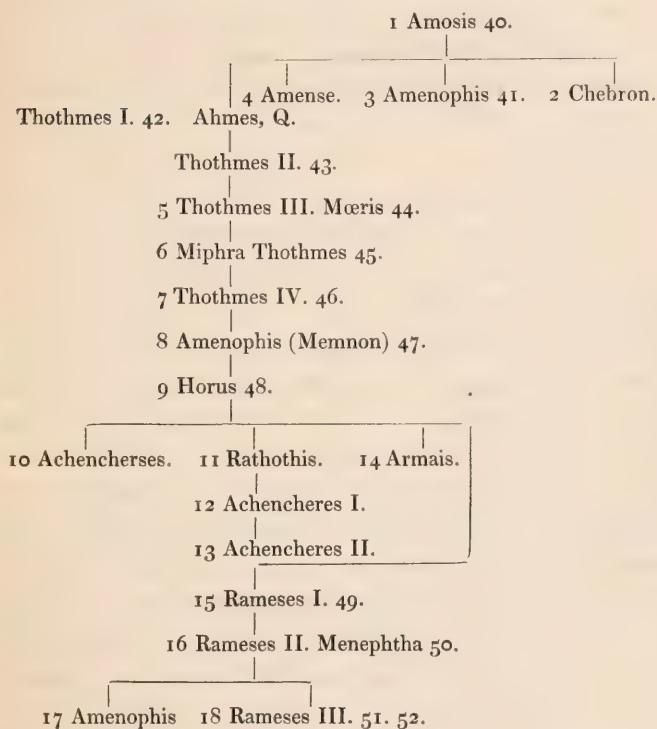 1 Amosis 40.
4 Amense. 3 Amenophis 41. 2 Chebron.
Thothmes I. 42. Ahmes, Q.
Thothmes II. 43.
5 Thothmes III. Mœris 44.
6 Miphra Thothmes 45.
7 Thothmes IV. 46.
8 Amenophis (Memnon) 47.
9 Horus 48.
10 Achencherses. 11 Rathothis. 14 Armais.
12 Achencheres I.
13 Achencheres II.
15 Rameses I. 49.
16 Rameses II. Menephtha 50.
17 Amenophis 18 Rameses III. 51. 52.